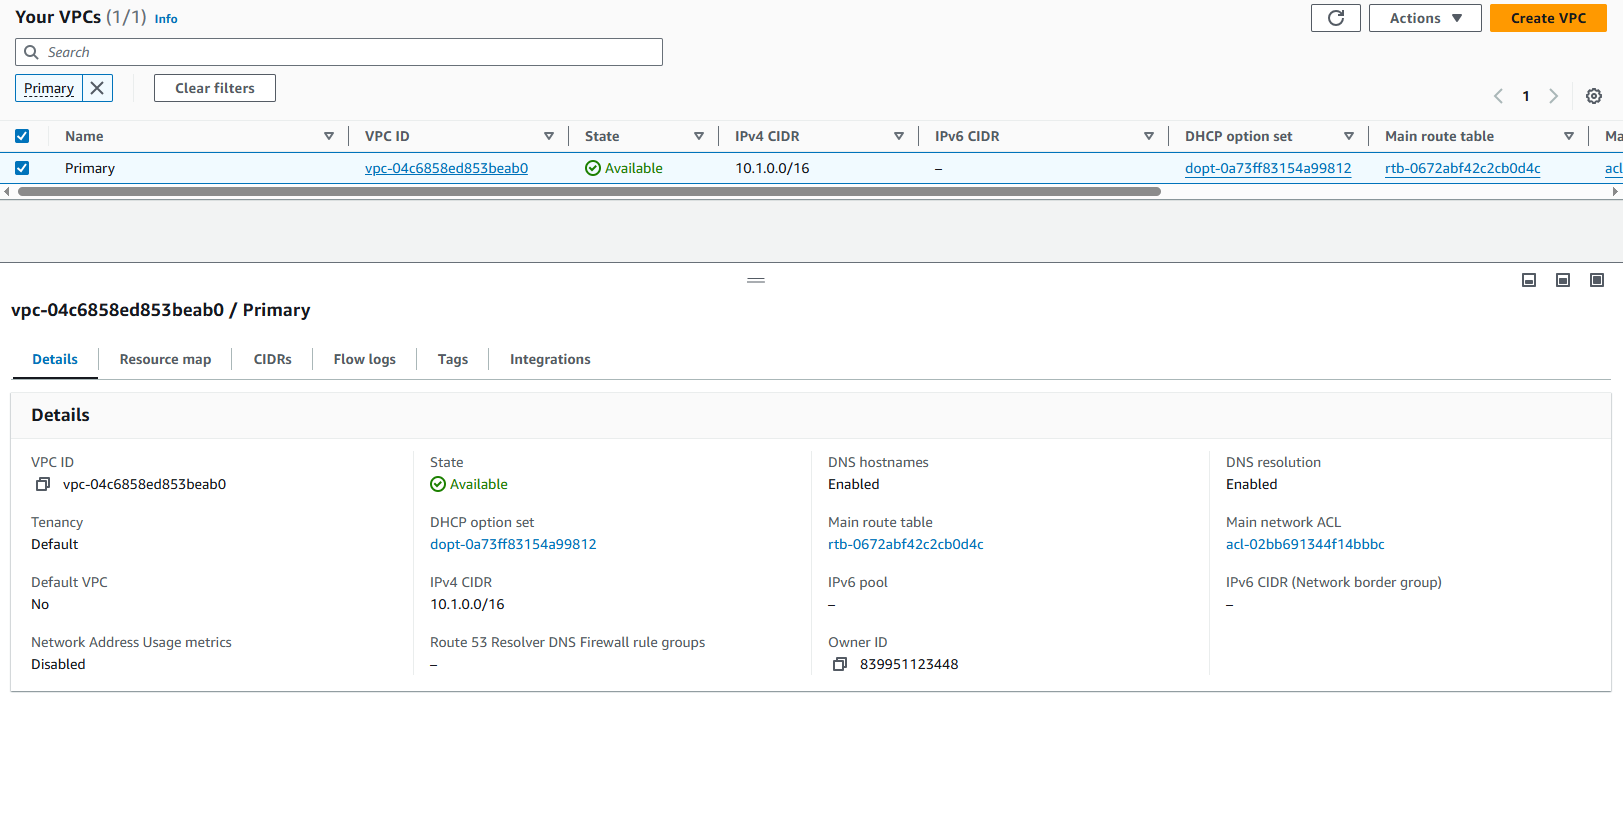 Your VPCs (1/1) Info
Actions
Create VPC
Search
Primary
Clear filters
1
Name VPC ID State IPv4 CIDR IPv6 CIDR DHCP option set Main route table Ma
Primary vpc-04c6858ed853beab0 Available 10.1.0.0/16 – dopt-0a73ff83154a99812 rtb-0672abf42c2cb0d4c acl
vpc-04c6858ed853beab0 / Primary
Details Resource map CIDRs Flow logs Tags Integrations
Details
VPC ID State DNS hostnames DNS resolution
vpc-04c6858ed853beab0 Available Enabled Enabled
Tenancy DHCP option set Main route table Main network ACL
Default dopt-0a73ff83154a99812 rtb-0672abf42c2cb0d4c acl-02bb691344f14bbbc
Default VPC IPv4 CIDR IPv6 pool IPv6 CIDR (Network border group)
No 10.1.0.0/16 – –
Network Address Usage metrics Route 53 Resolver DNS Firewall rule groups Owner ID
Disabled – 839951123448